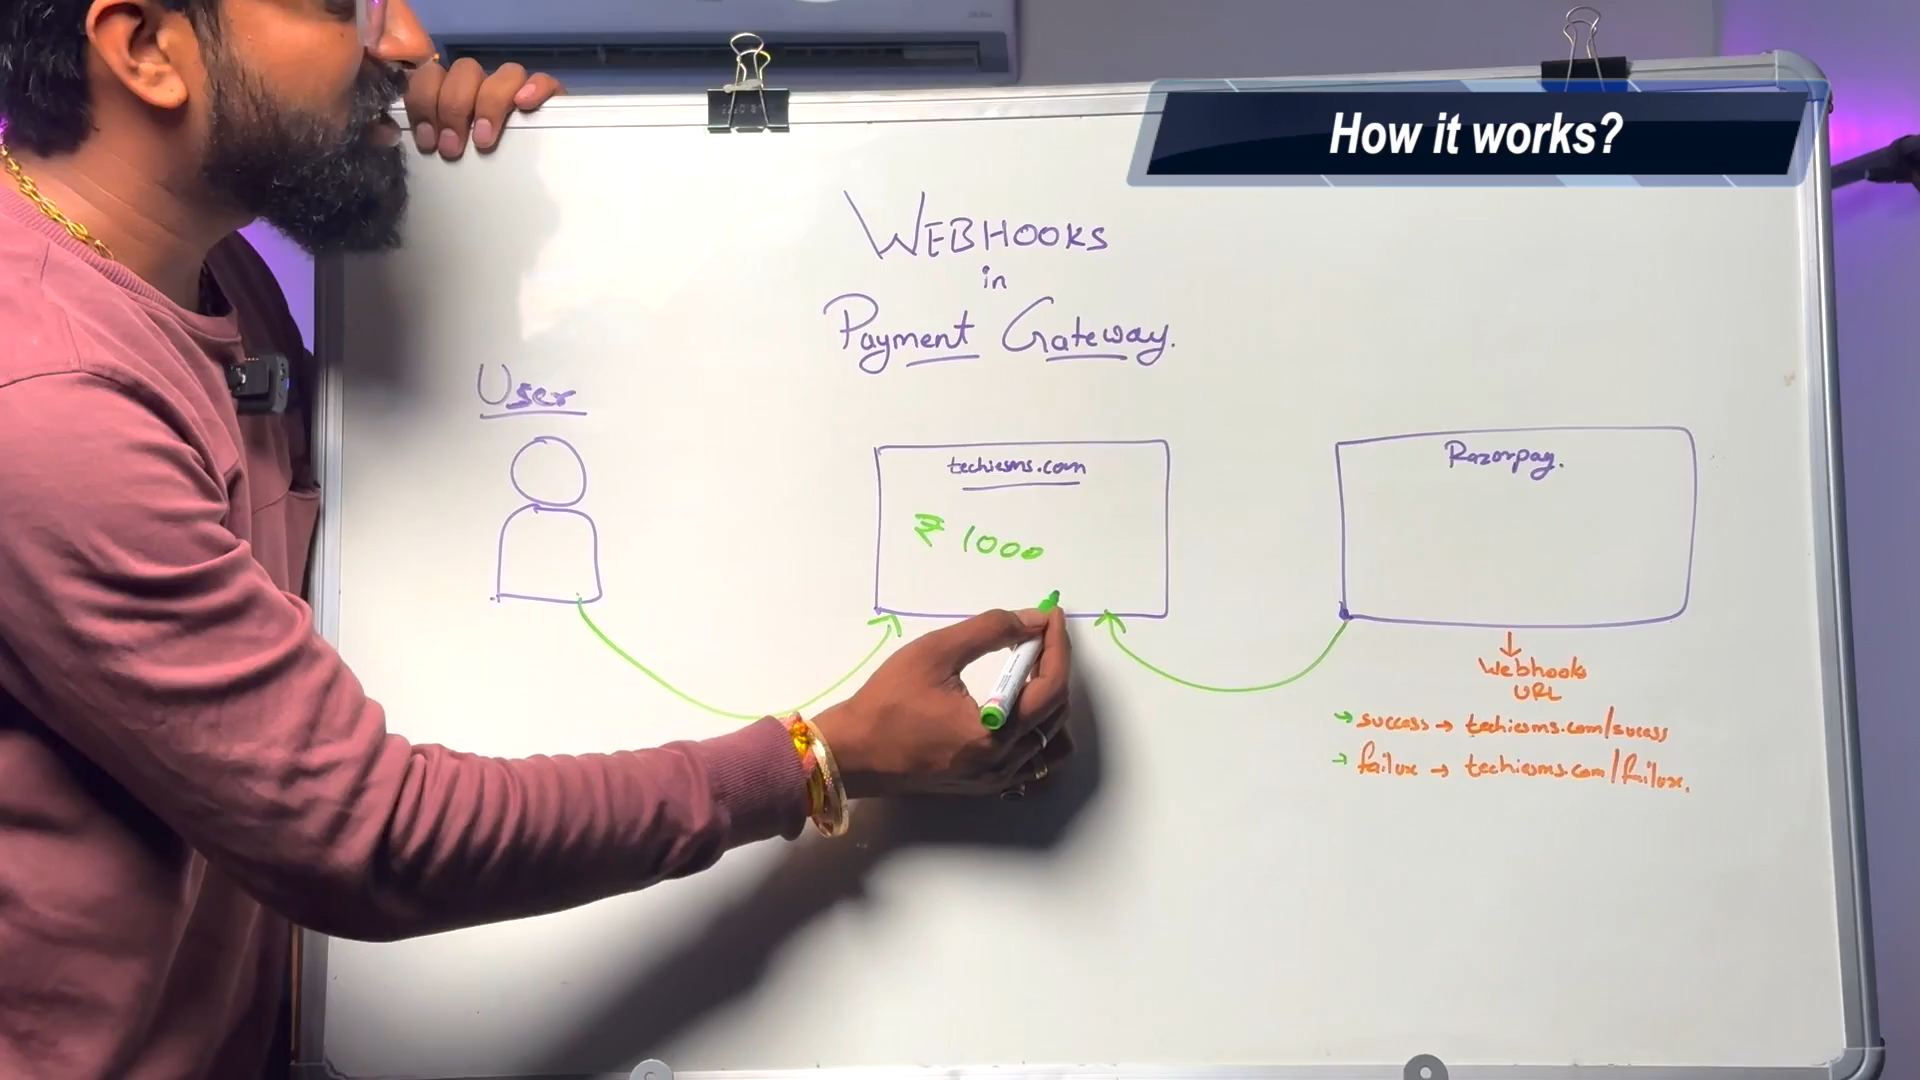 How it works?
WEBHOOKS
in
Payment Gateway.
User
techiesms.com
₹ 1000
Razorpay.
Webhooks
URL
→ success → techiesms.com/sucess
→ failure → techiesms.com/failure.